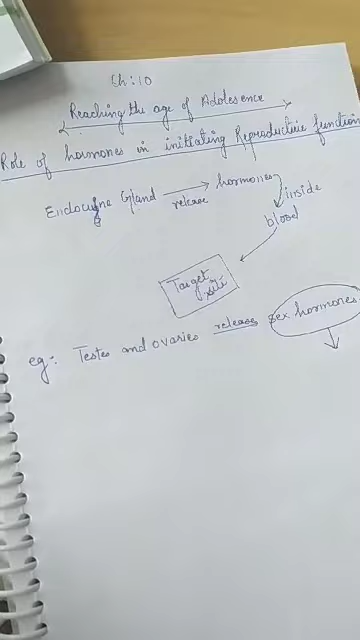 Ch:10
Reaching the age of Adolesence
Role of hormones in initiating Reproductive function
Endocrine Gland release hormones inside
blood
Target site
eg: Testes and ovaries release sex hormones